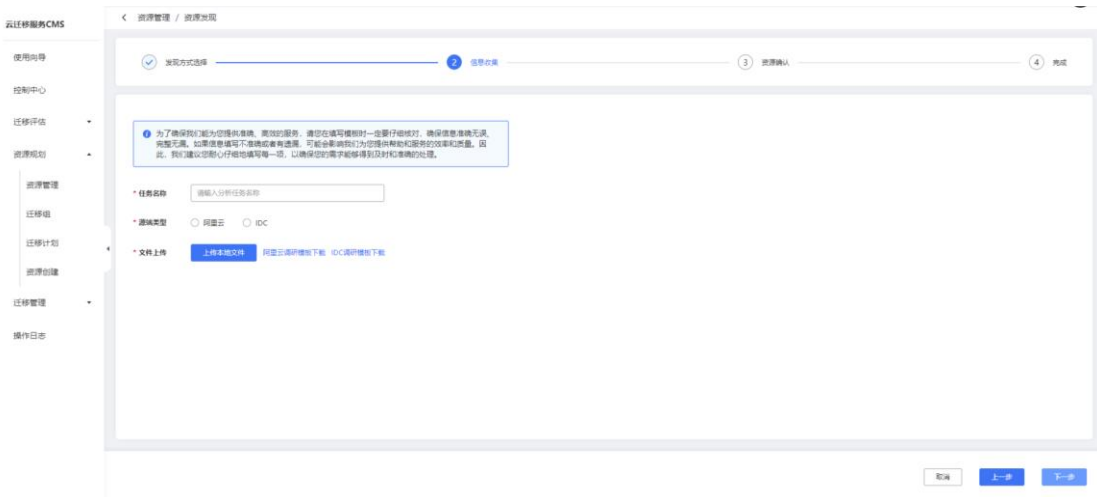 云迁移服务CMS
资源管理 / 资源发现
使用向导
控制中心
迁移评估
资源规划
资源管理
迁移组
迁移计划
资源创建
迁移管理
操作日志
发现方式选择
2 信息收集
3 资源确认
4 完成
为了确保我们能为您提供准确、高效的服务，请您在填写模板时一定要仔细核对，确保信息准确无误、
完整无漏。如果信息填写不准确或者有遗漏，可能会影响我们为您提供帮助和服务的效率和质量。因
此，我们建议您耐心仔细地填写每一项，以确保您的需求能够得到及时和准确的处理。
* 任务名称 请输入分析任务名称
* 源端类型 阿里云 IDC
* 文件上传 上传本地文件 阿里云调研模板下载 IDC调研模板下载
取消 上一步 下一步